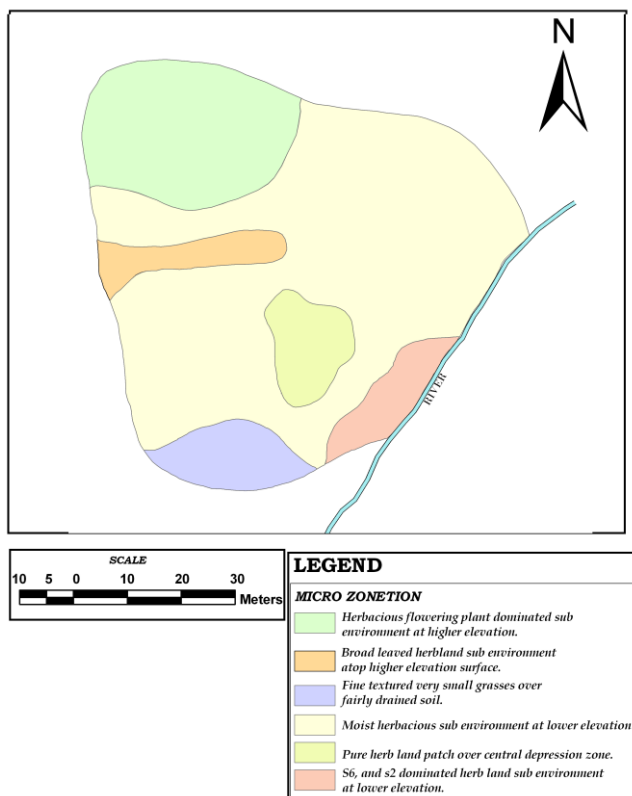 N
RIVER
SCALE
10 5 0 10 20 30
Meters
LEGEND
MICRO ZONETION
Herbacious flowering plant dominated sub
environment at higher elevation.
Broad leaved herbland sub environment
atop higher elevation surface.
Fine textured very small grasses over
fairly drained soil.
Moist herbacious sub environment at lower elevation
Pure herb land patch over central depression zone.
S6, and s2 dominated herb land sub environment
at lower elevation.